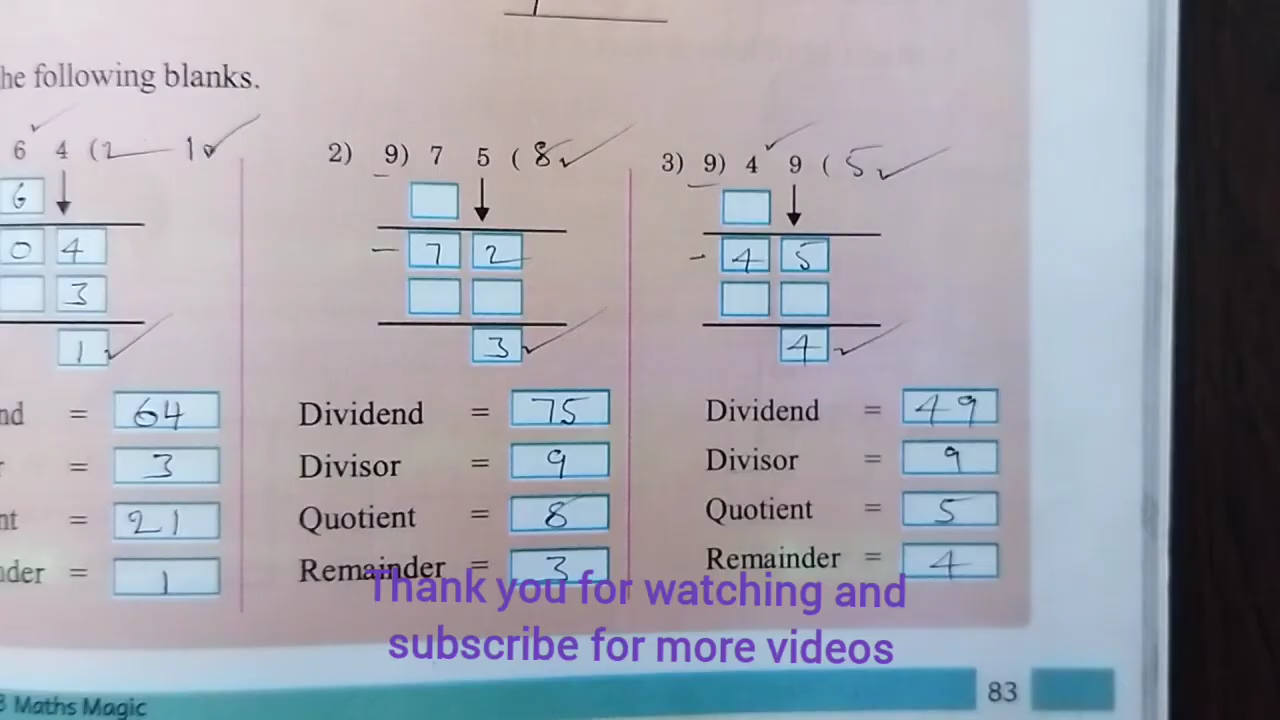 he following blanks.
6 4 (2 1
6
0 4
3
1
nd = 64
r = 3
nt = 21
der = 1
2) 9) 7 5 ( 8
- 7 2
3
Dividend = 75
Divisor = 9
Quotient = 8
Remainder = 3
3) 9) 4 9 ( 5
- 4 5
4
Dividend = 49
Divisor = 9
Quotient = 5
Remainder = 4
Thank you for watching and
subscribe for more videos
3 Maths Magic
83